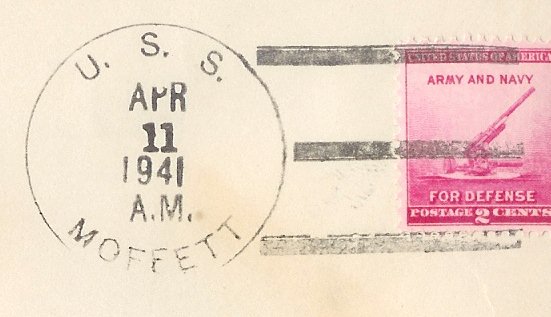 U. S. S.
APR
11
1941
A.M.
MOFFETT
UNITED STATES OF AMERICA
ARMY AND NAVY
FOR DEFENSE
POSTAGE 2 CENTS